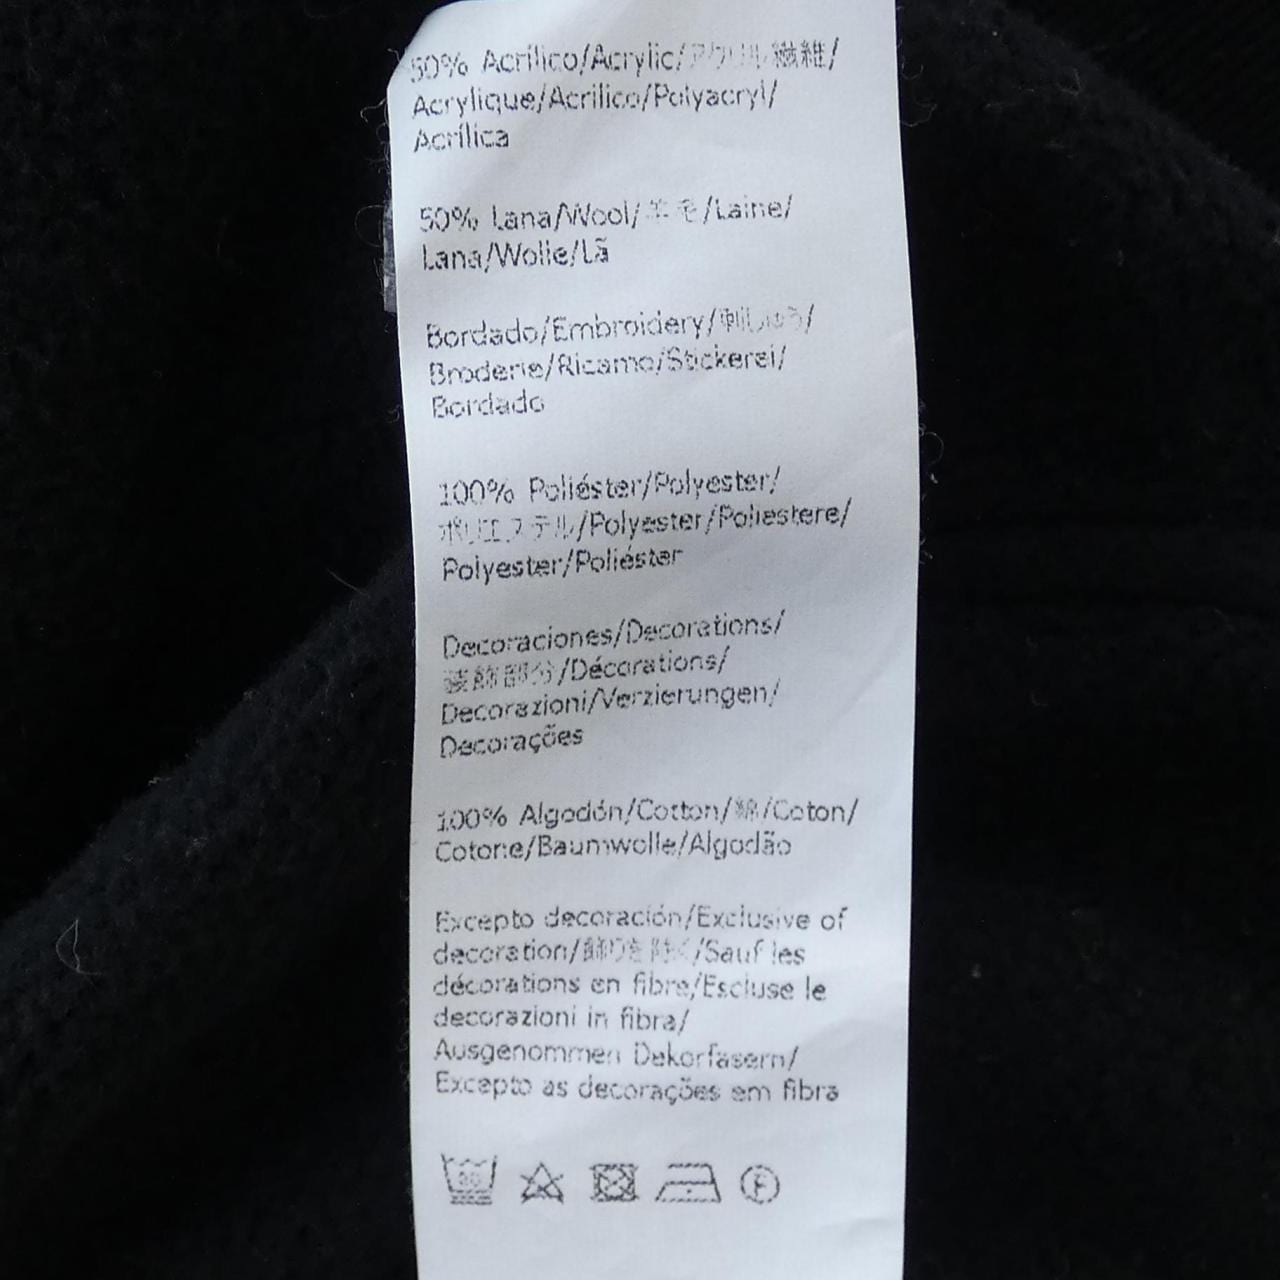 50% Acrílico/Acrylic/アクリル繊維/
Acrylique/Acrilico/Polyacryl/
Acrílica
50% Lana/Wool/羊毛/Laine/
Lana/Wolle/Lã
Bordado/Embroidery/刺しゅう/
Broderie/Ricamo/Stickerei/
Bordado
100% Poliéster/Polyester/
ポリエステル/Polyester/Poliestere/
Polyester/Poliéster
Decoraciones/Decorations/
装飾部分/Décorations/
Decorazioni/Verzierungen/
Decorações
100% Algodón/Cotton/綿/Coton/
Cotone/Baumwolle/Algodão
Excepto decoración/Exclusive of
decoration/飾りを除く/Sauf les
décorations en fibre/Escluse le
decorazioni in fibra/
Ausgenommen Dekorfasern/
Excepto as decorações em fibra
30 F